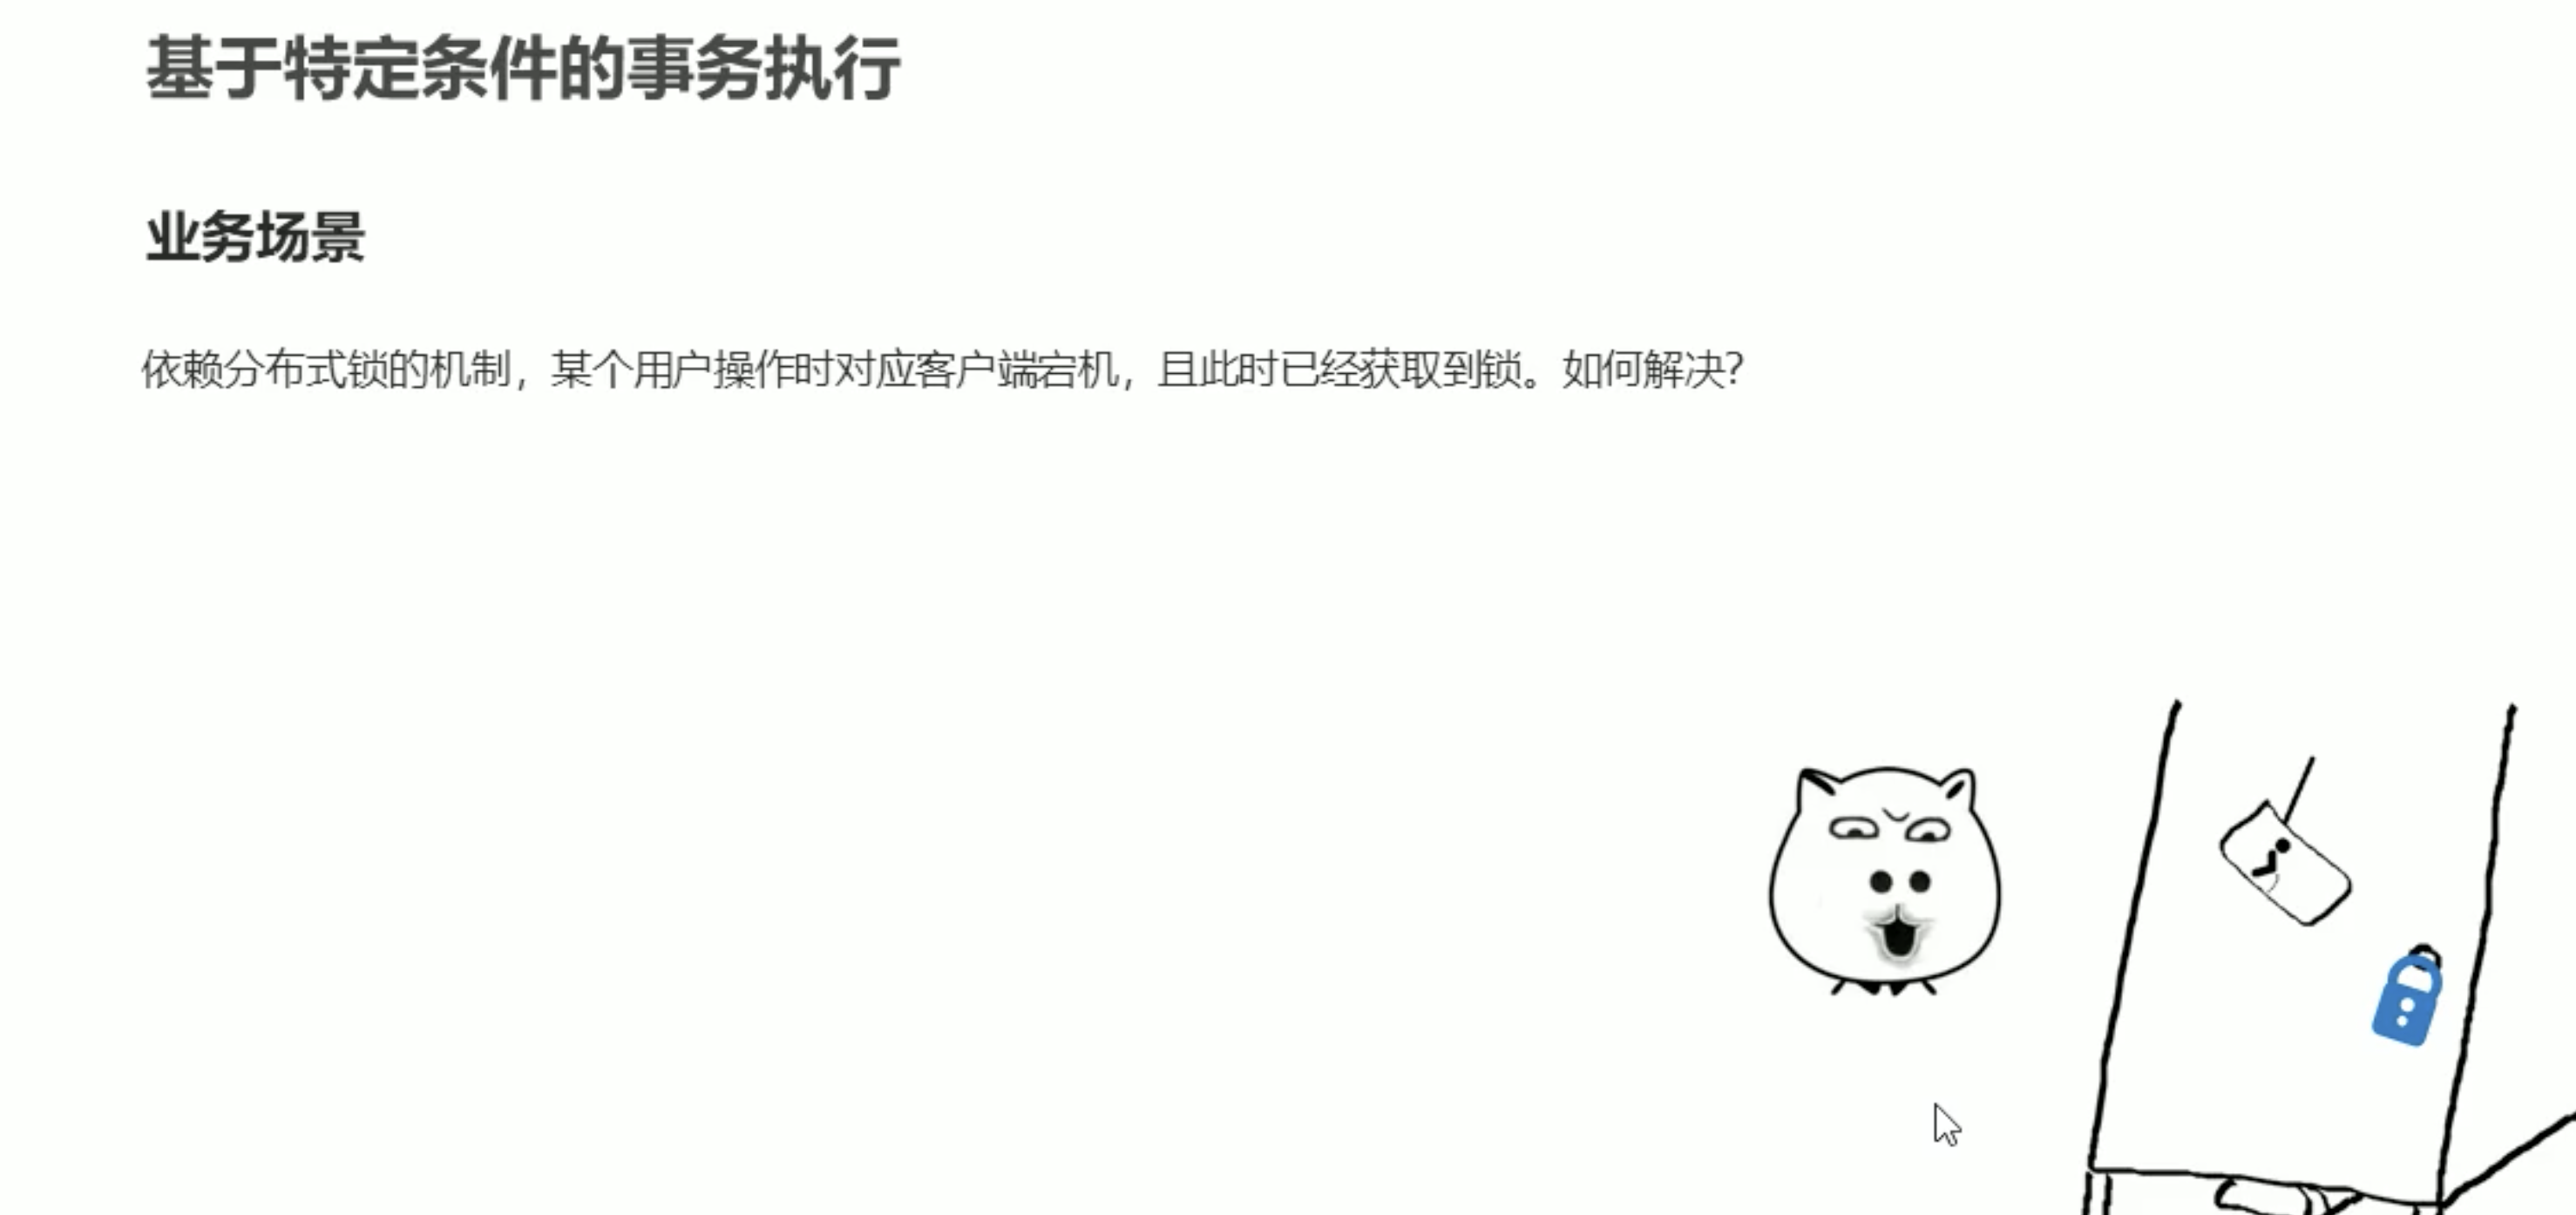 基于特定条件的事务执行
业务场景
依赖分布式锁的机制，某个用户操作时对应客户端宕机，且此时已经获取到锁。如何解决？